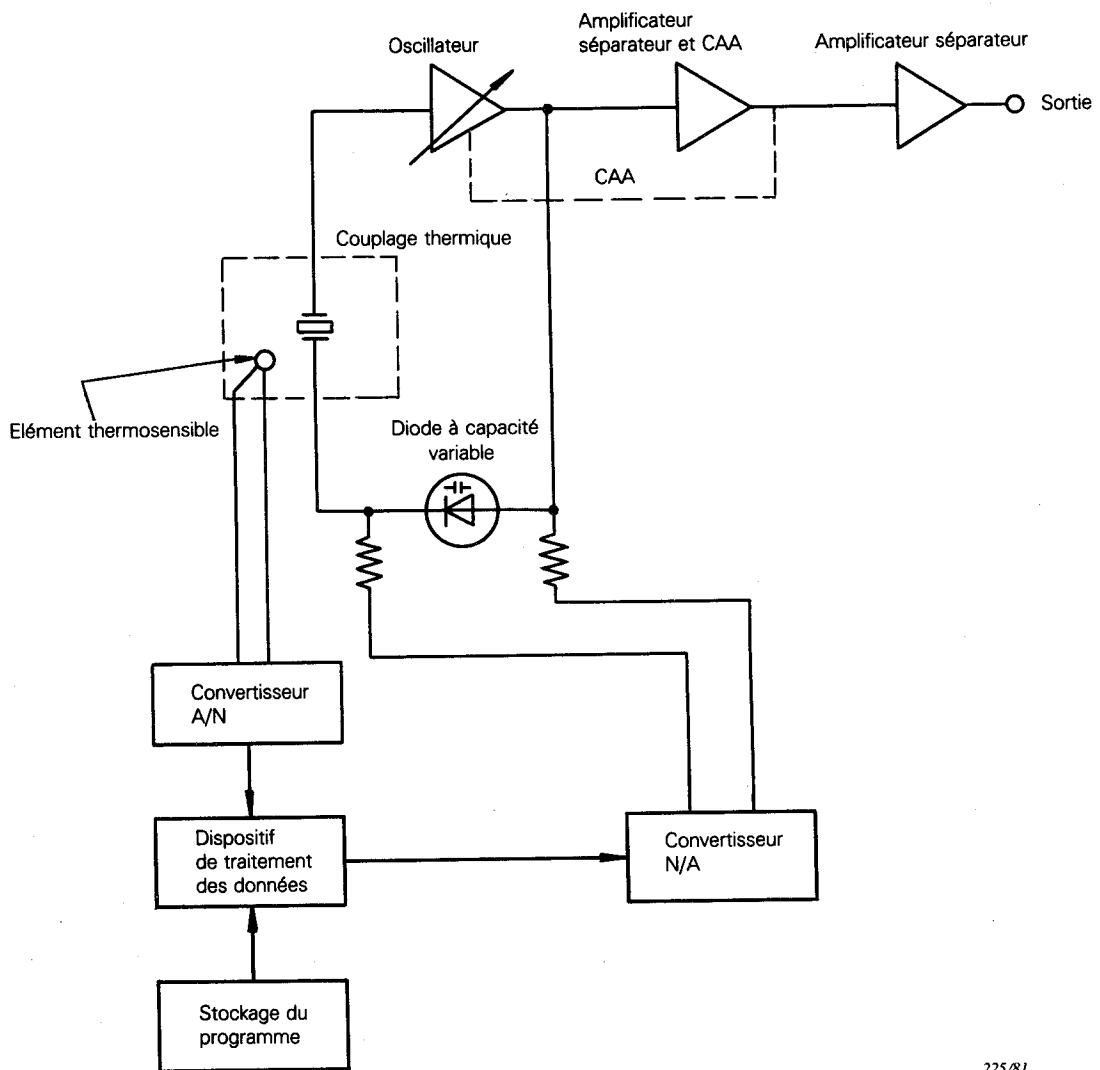 Oscillateur
Amplificateur
séparateur et CAA
Amplificateur séparateur
Sortie
CAA
Couplage thermique
Elément thermosensible
Diode à capacité
variable
Convertisseur
A/N
Dispositif
de traitement
des données
Convertisseur
N/A
Stockage du
programme
225/81